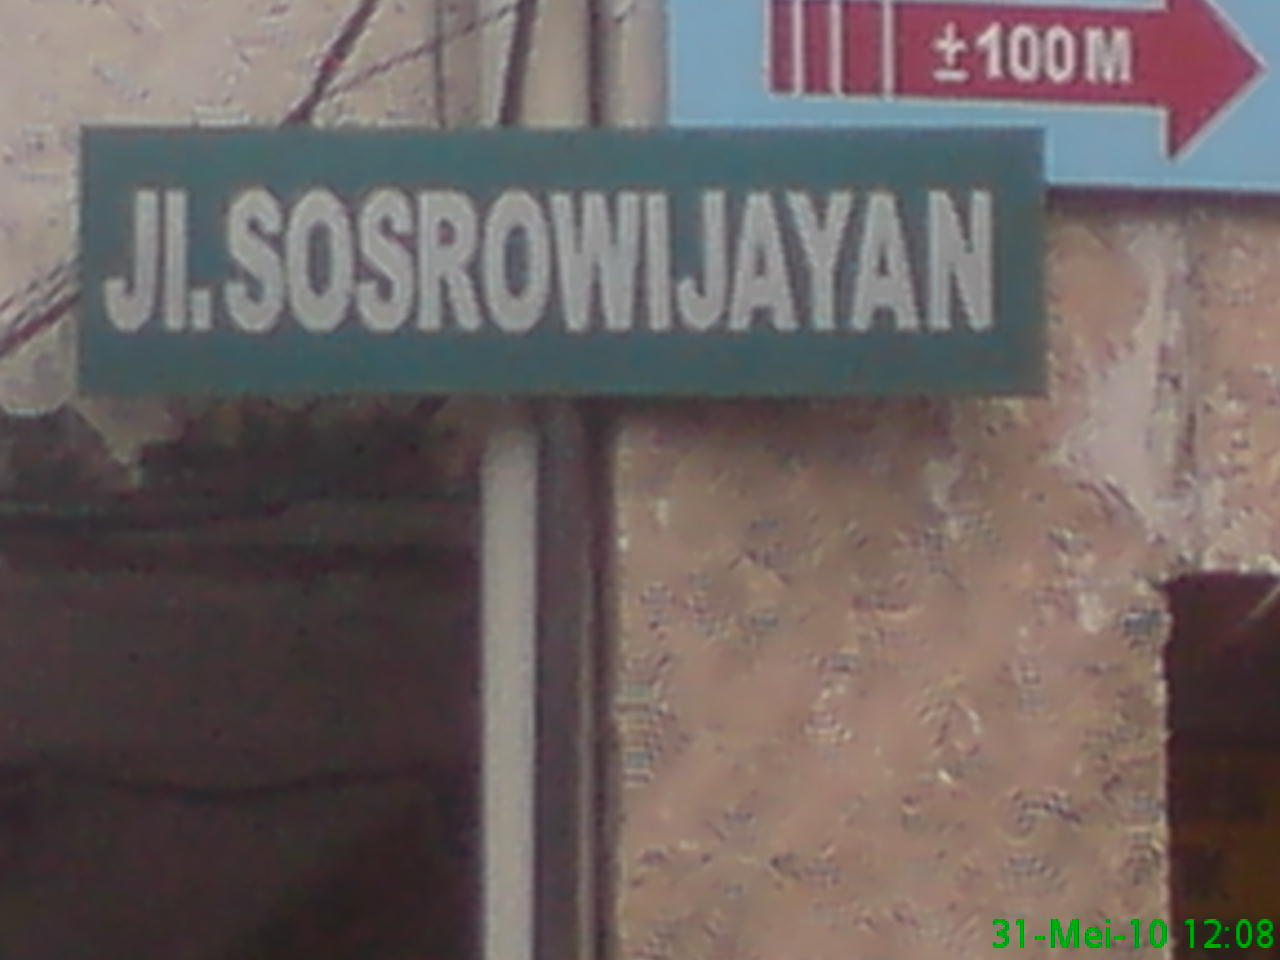 ±100M
Jl.SOSROWIJAYAN
31-Mei-10 12:08